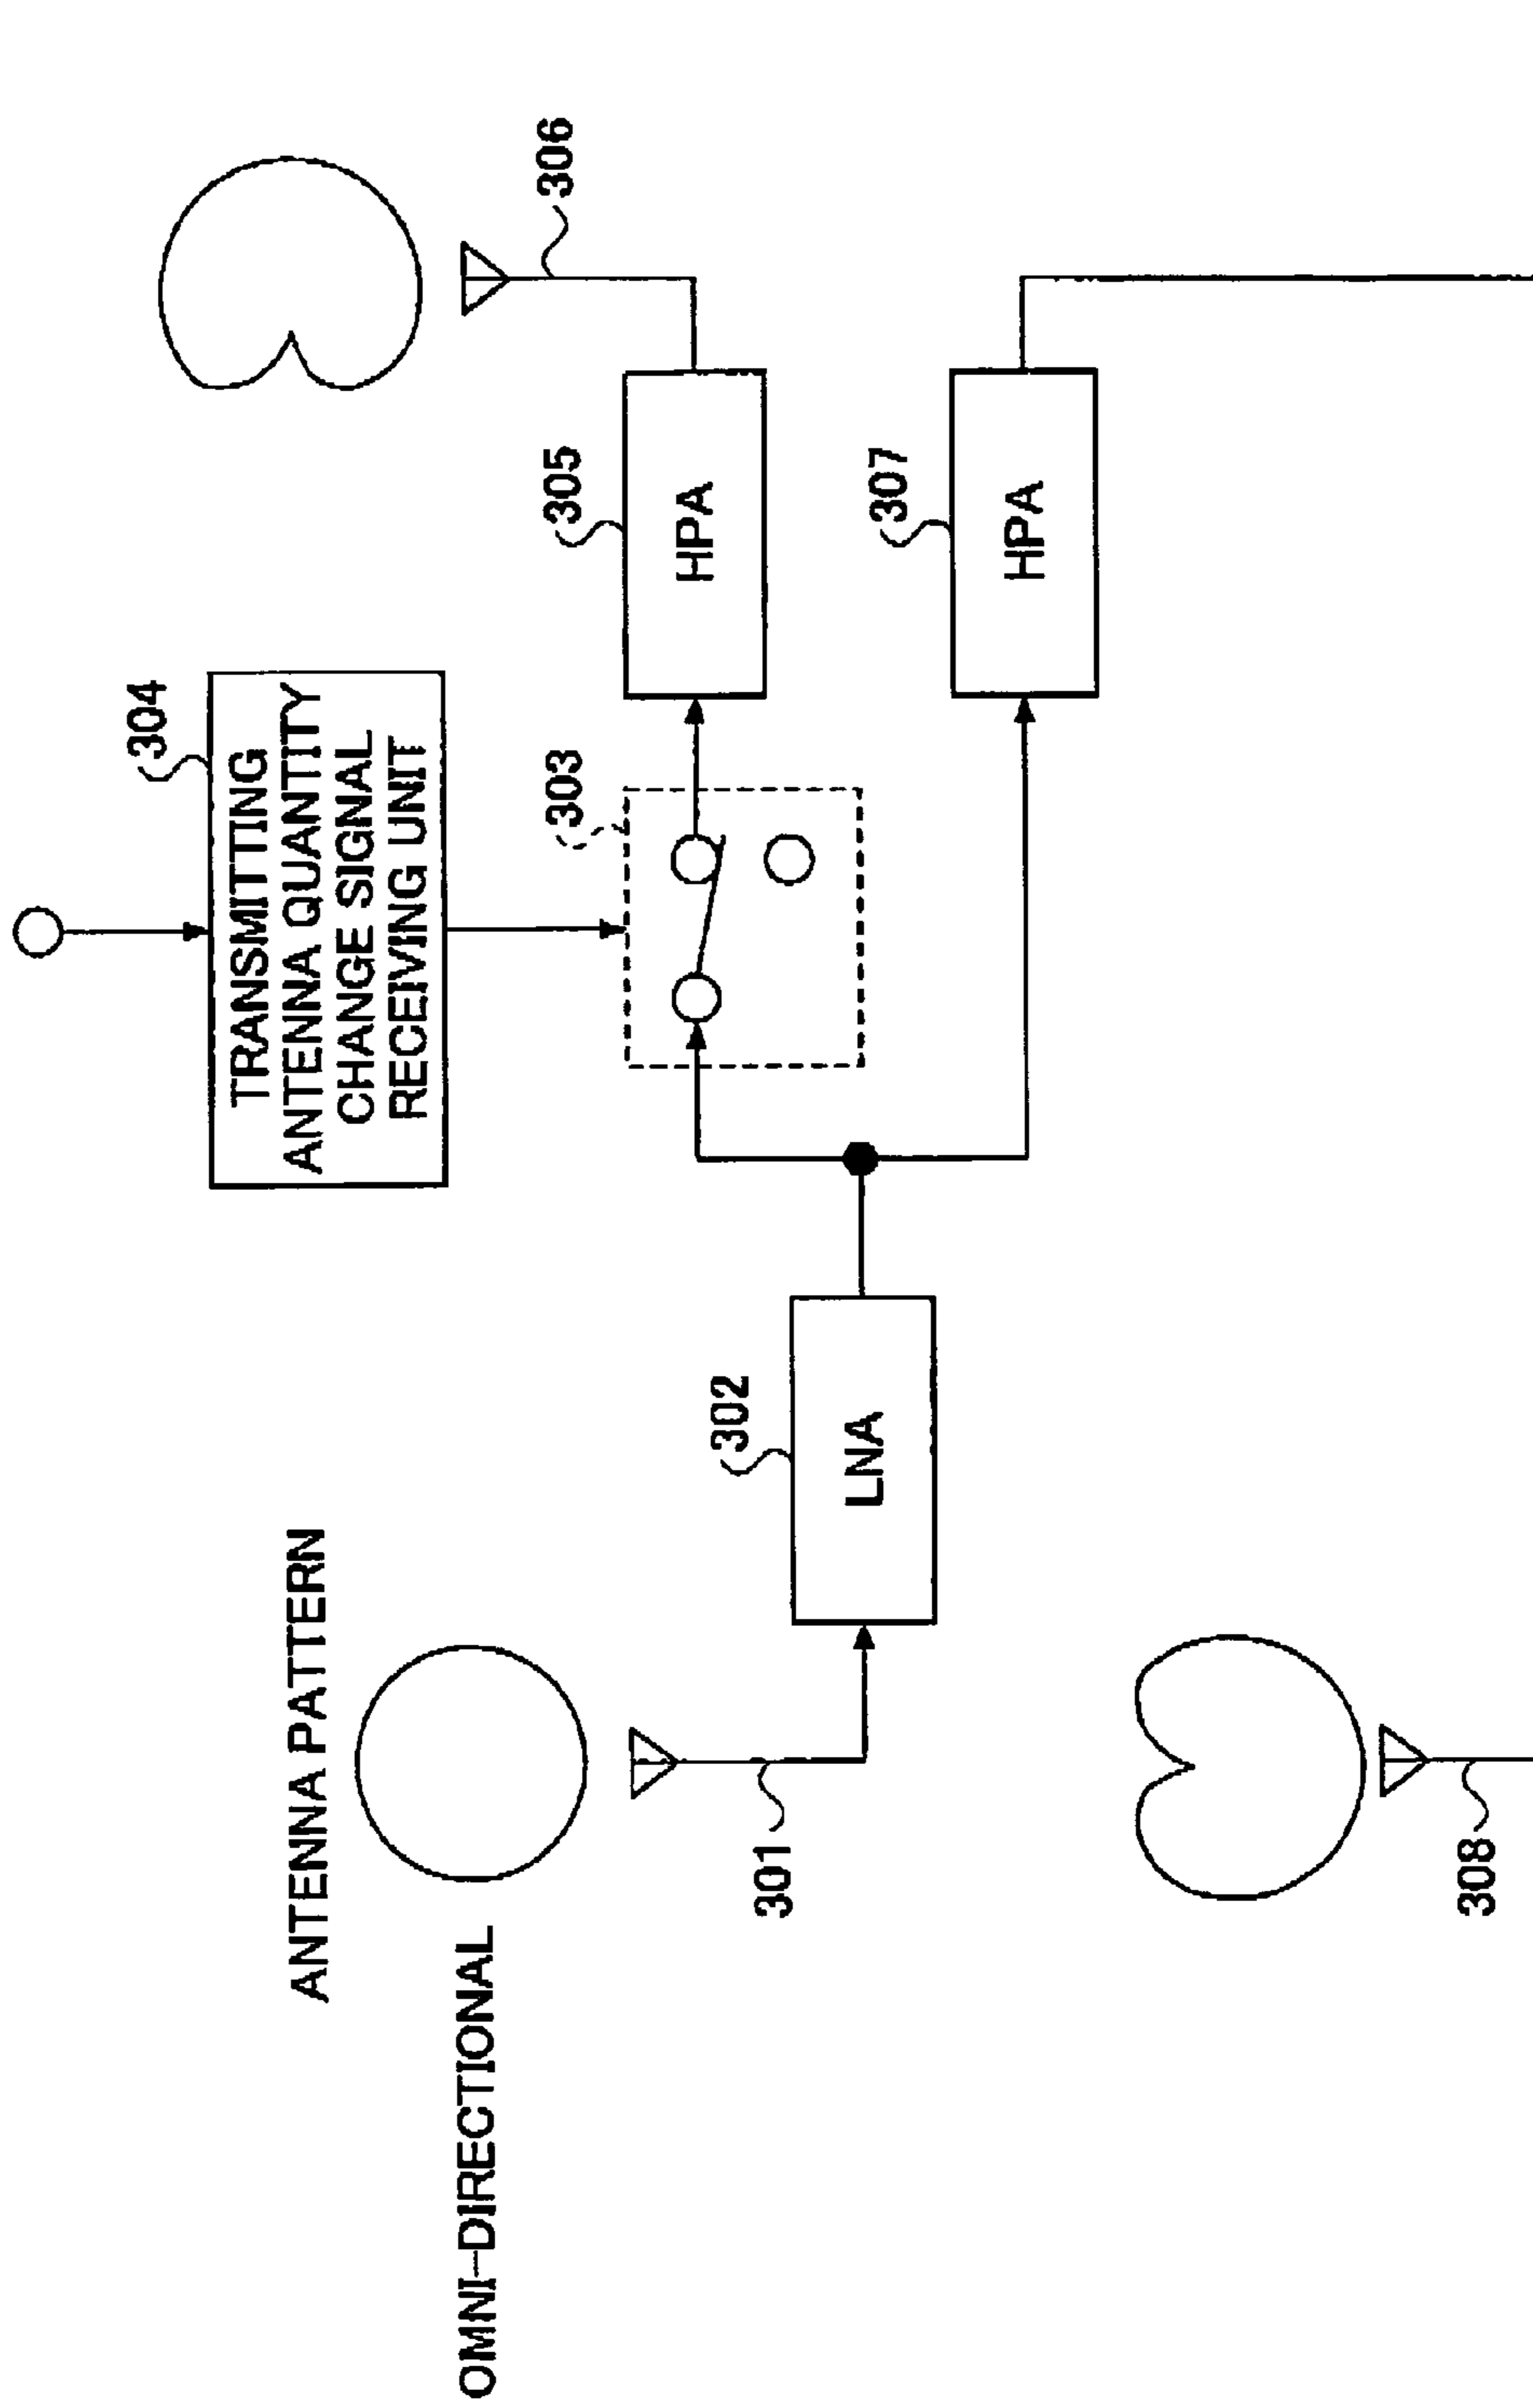 ANTENNA PATTERN
OMNI-DIRECTIONAL
301
302
LNA
304
TRANSMITTING
ANTENNA QUANTITY
CHANGE SIGNAL
RECEIVING UNIT
303
305
HPA
306
307
HPA
308